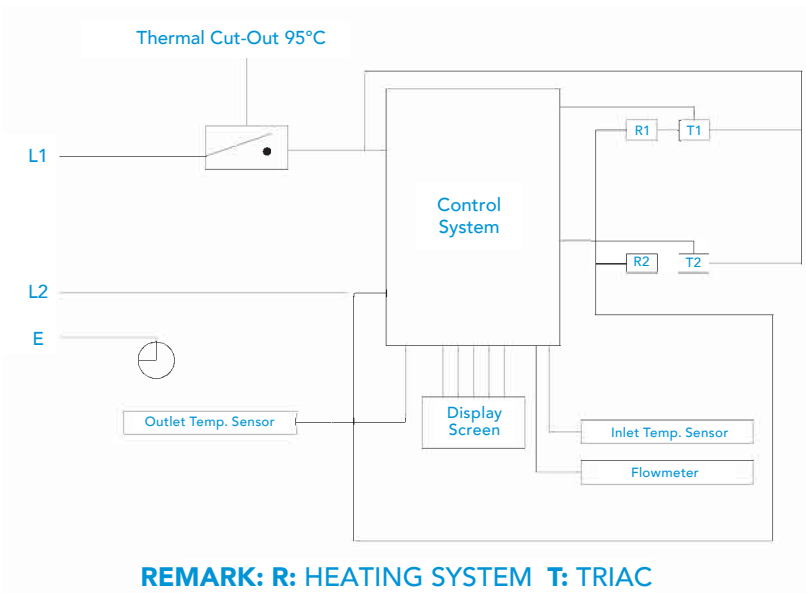 Thermal Cut-Out 95°C
L1
R1
T1
Control
System
R2
T2
L2
E
Outlet Temp. Sensor
Display
Screen
Inlet Temp. Sensor
Flowmeter
REMARK: R: HEATING SYSTEM T: TRIAC